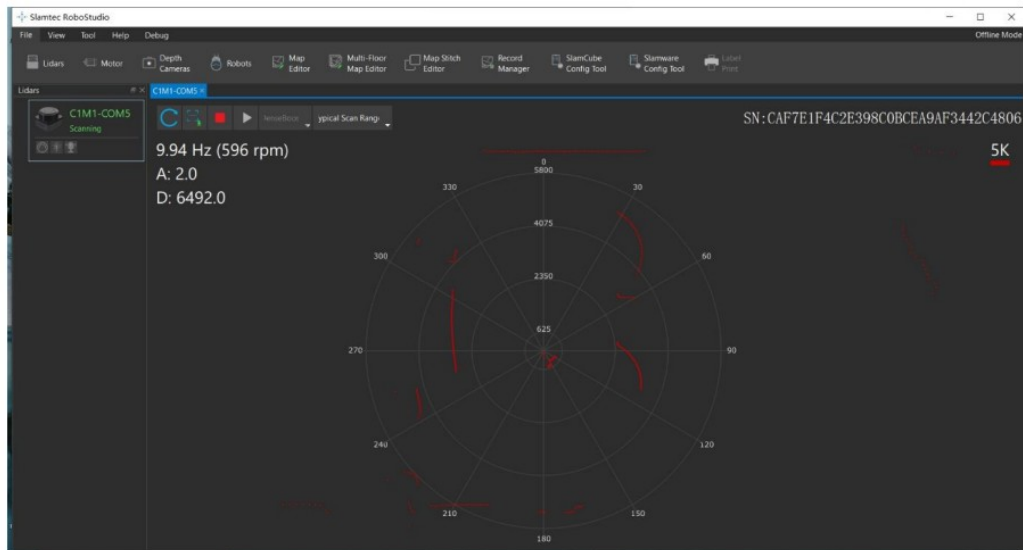 Slamtec RoboStudio
File View Tool Help Debug
Offline Mode
Lidars Motor Depth Cameras Robots Map Editor Multi-Floor Map Editor Map Stitch Editor Record Manager SlamCube Config Tool Slamware Config Tool Label Print
Lidars
C1M1-COM5
C1M1-COM5
Scanning
ypical Scan Rang
SN:CAF7E1F4C2E398C0BCEA9AF3442C4806
9.94 Hz (596 rpm)
A: 2.0
D: 6492.0
5K
0
5800
330
30
4075
300
60
2350
625
270
90
240
120
210
150
180